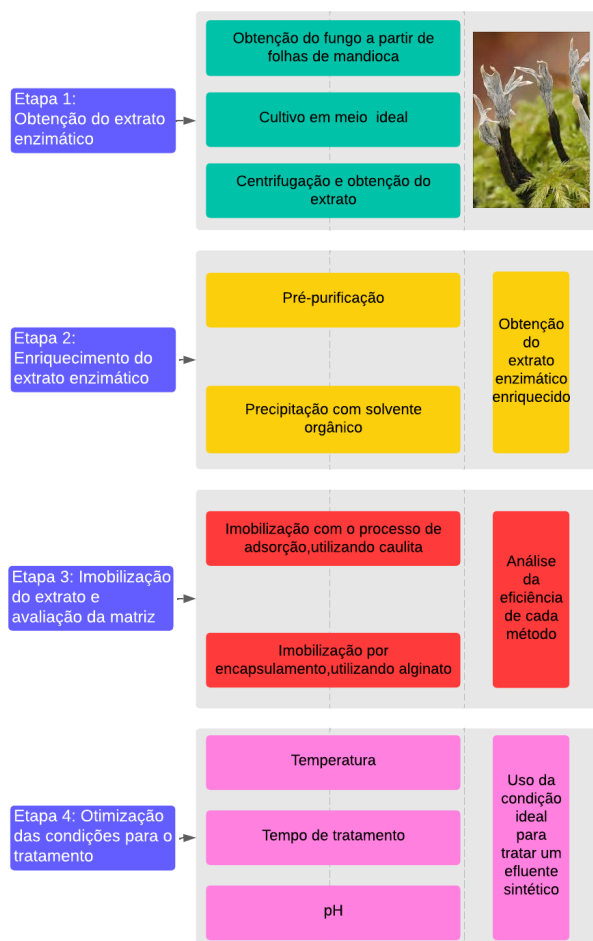 Etapa 1:
Obtenção do extrato
enzimático
Obtenção do fungo a partir de
folhas de mandioca
Cultivo em meio ideal
Centrifugação e obtenção do
extrato
Etapa 2:
Enriquecimento do
extrato enzimático
Pré-purificação
Precipitação com solvente
orgânico
Obtenção
do
extrato
enzimático
enriquecido
Etapa 3: Imobilização
do extrato e
avaliação da matriz
Imobilização com o processo de
adsorção,utilizando caulita
Imobilização por
encapsulamento,utilizando alginato
Análise
da
eficiência
de cada
método
Etapa 4: Otimização
das condições para o
tratamento
Temperatura
Tempo de tratamento
pH
Uso da
condição
ideal
para
tratar um
efluente
sintético